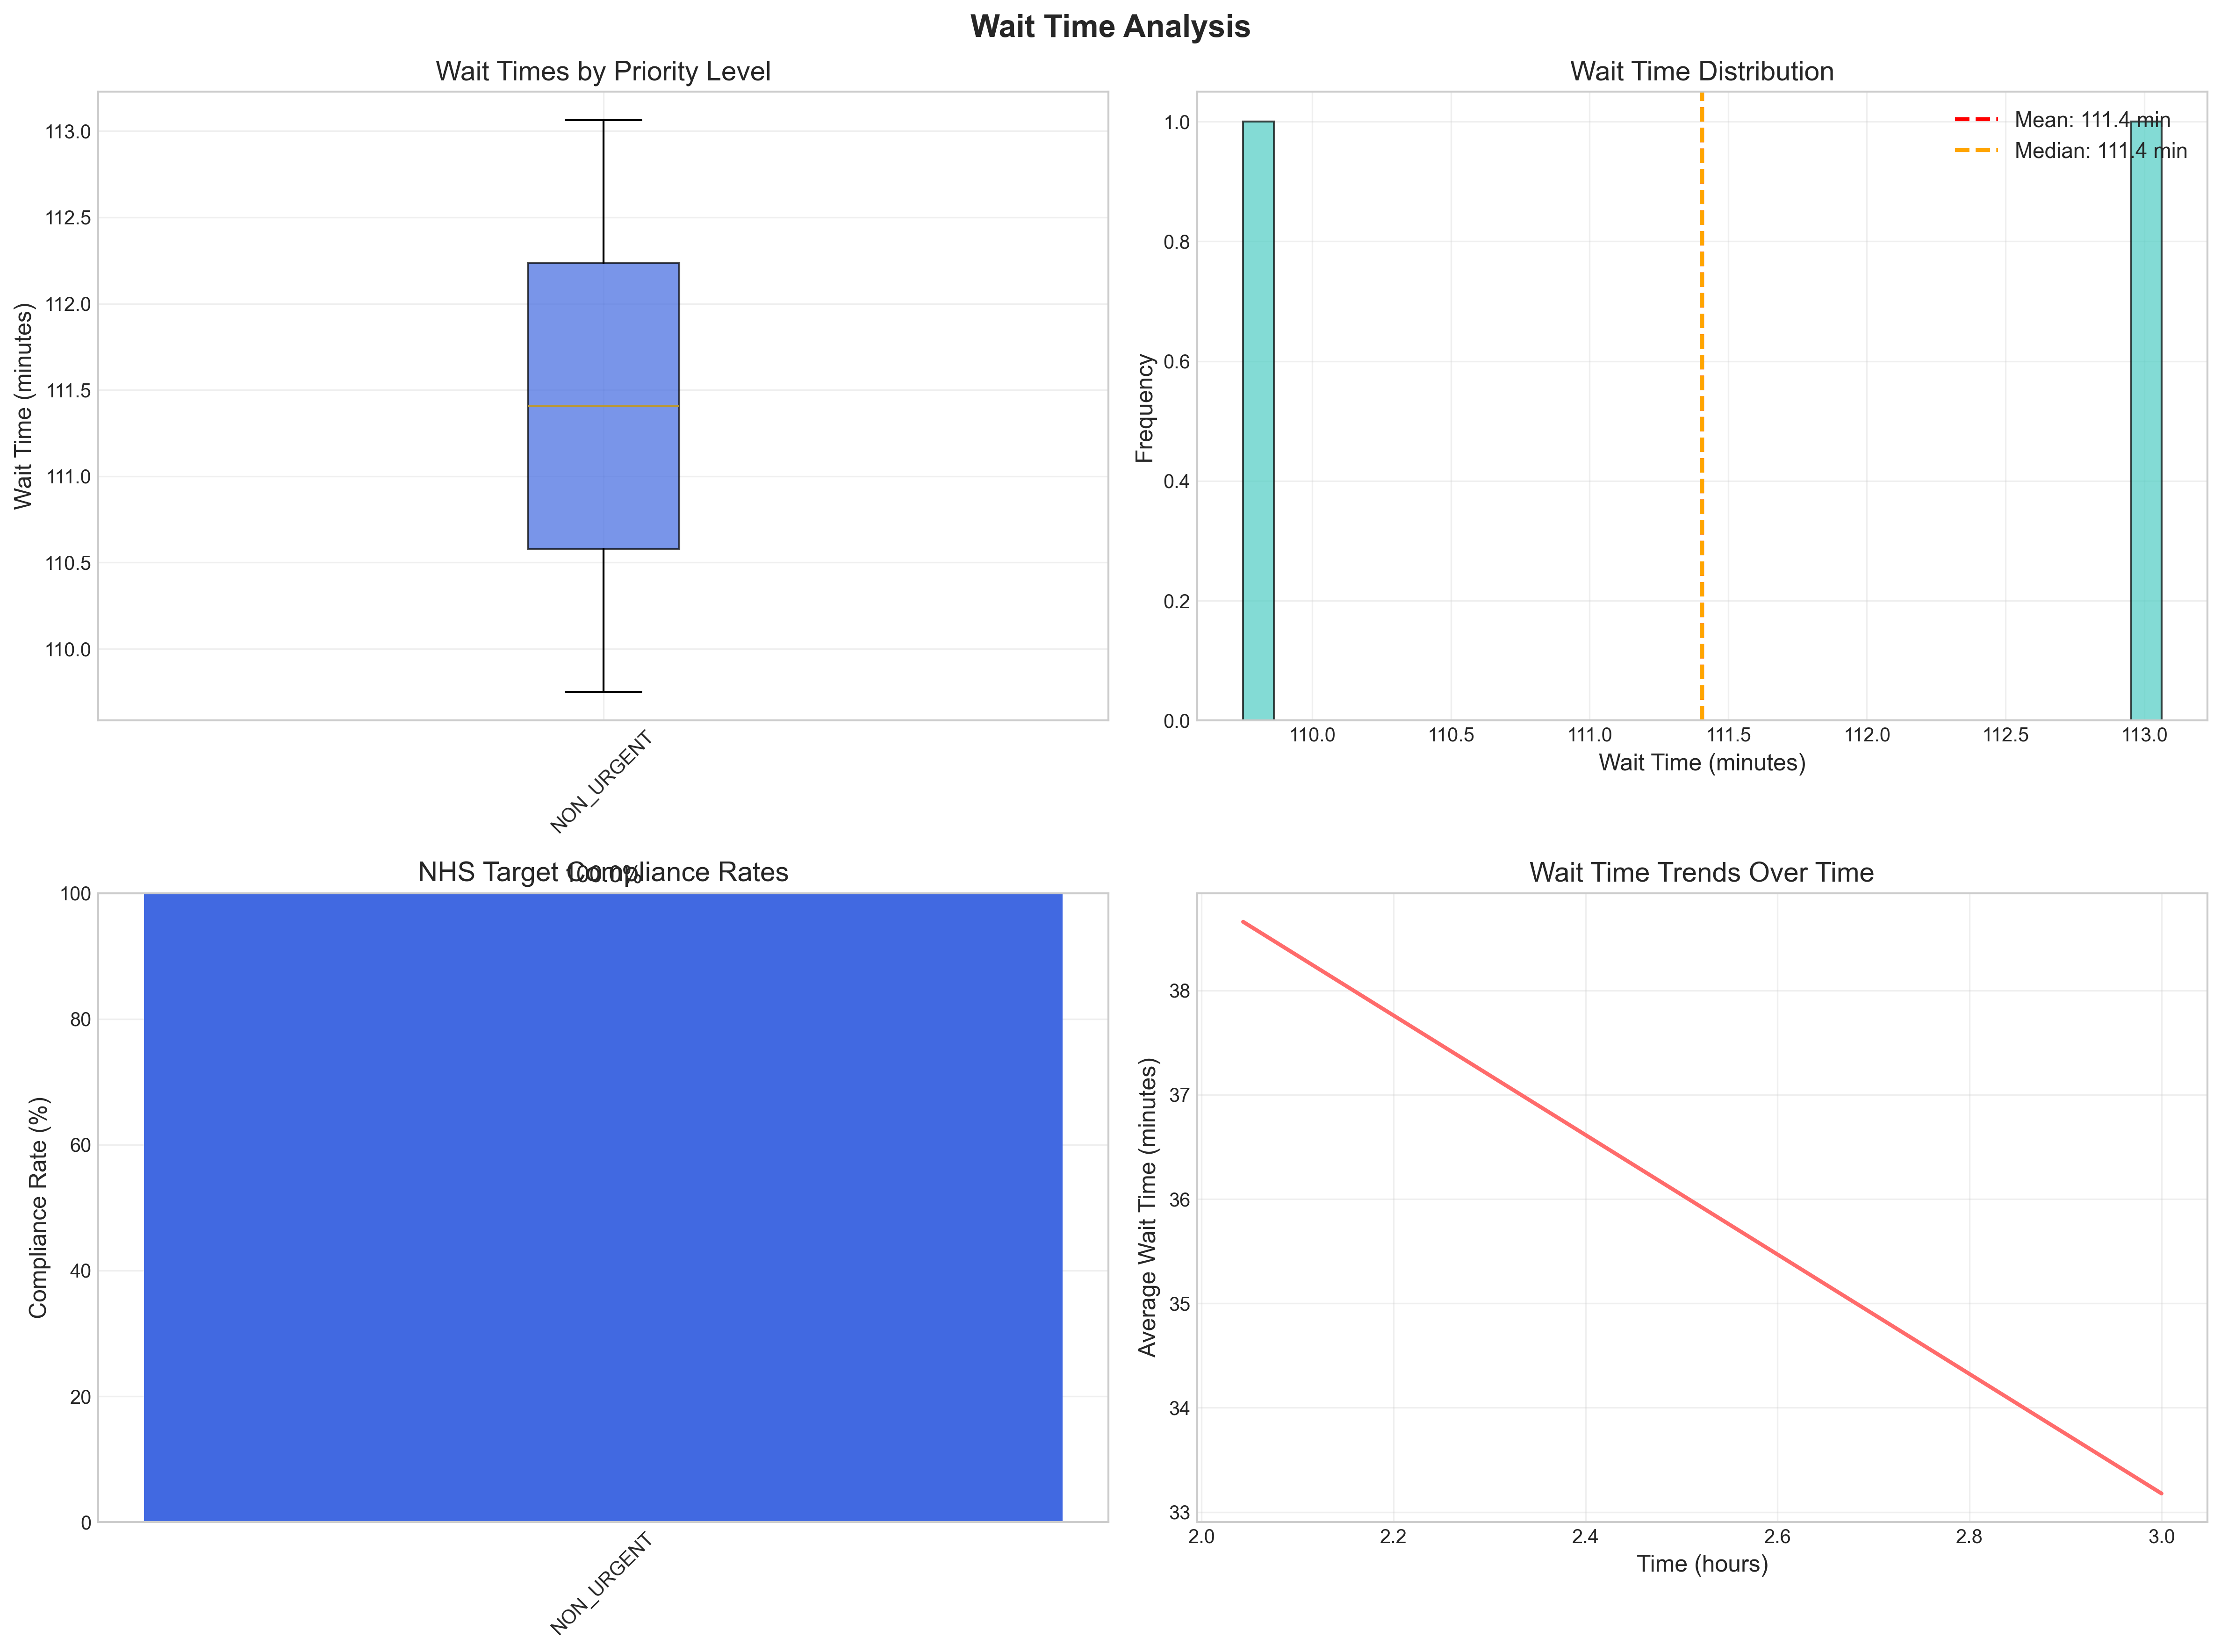 Wait Time Analysis
Wait Times by Priority Level
Wait Time (minutes)
113.0
112.5
112.0
111.5
111.0
110.5
110.0
NON_URGENT
Wait Time Distribution
Frequency
1.0
0.8
0.6
0.4
0.2
0.0
Mean: 111.4 min
Median: 111.4 min
110.0 110.5 111.0 111.5 112.0 112.5 113.0
Wait Time (minutes)
NHS Target Compliance Rates
100.0%
Compliance Rate (%)
100
80
60
40
20
0
NON_URGENT
Wait Time Trends Over Time
Average Wait Time (minutes)
38
37
36
35
34
33
2.0 2.2 2.4 2.6 2.8 3.0
Time (hours)